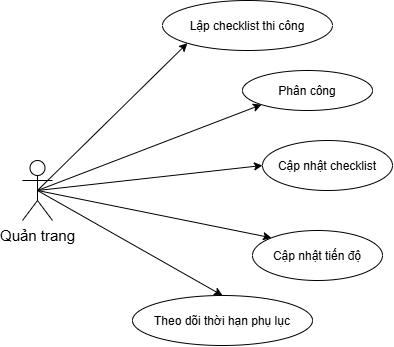 Lập checklist thi công
Phân công
Cập nhật checklist
Quản trang
Cập nhật tiến độ
Theo dõi thời hạn phụ lục